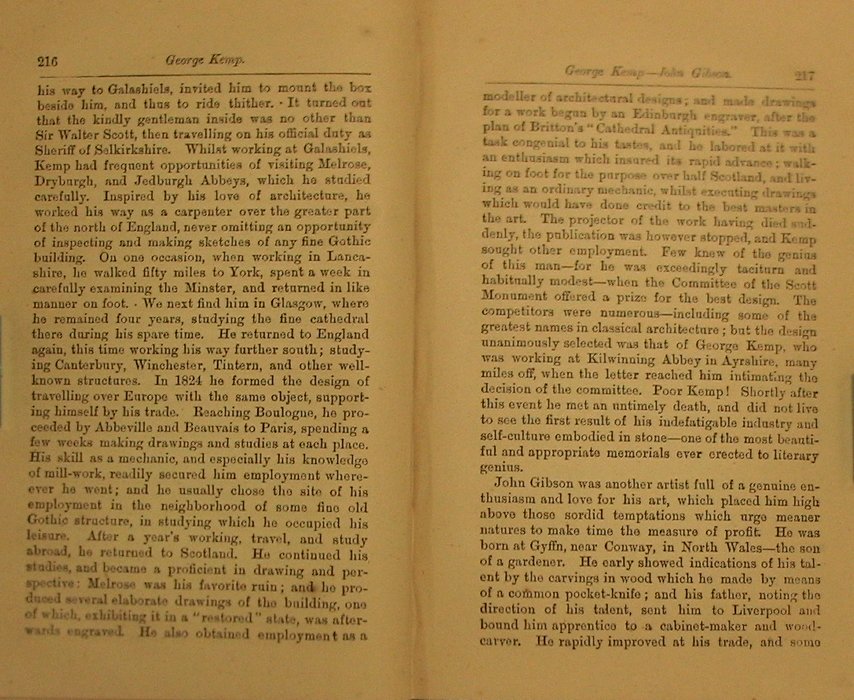 216 George Kemp.
his way to Galashiels, invited him to mount the box
beside him, and thus to ride thither. It turned out
that the kindly gentleman inside was no other than
Sir Walter Scott, then travelling on his official duty as
Sheriff of Selkirkshire. Whilst working at Galashiels,
Kemp had frequent opportunities of visiting Melrose,
Dryburgh, and Jedburgh Abbeys, which he studied
carefully. Inspired by his love of architecture, he
worked his way as a carpenter over the greater part
of the north of England, never omitting an opportunity
of inspecting and making sketches of any fine Gothic
building. On one occasion, when working in Lanca-
shire, he walked fifty miles to York, spent a week in
carefully examining the Minster, and returned in like
manner on foot. We next find him in Glasgow, where
he remained four years, studying the fine cathedral
there during his spare time. He returned to England
again, this time working his way further south; study-
ing Canterbury, Winchester, Tintern, and other well-
known structures. In 1824 he formed the design of
travelling over Europe with the same object, support-
ing himself by his trade. Reaching Boulogne, he pro-
ceeded by Abbeville and Beauvais to Paris, spending a
few weeks making drawings and studies at each place.
His skill as a mechanic, and especially his knowledge
of mill-work, readily secured him employment where-
ever he went; and he usually chose the site of his
employment in the neighborhood of some fine old
Gothic structure, in studying which he occupied his
leisure. After a year's working, travel, and study
abroad, he returned to Scotland. He continued his
studies, and became a proficient in drawing and per-
spective: Melrose was his favorite ruin; and he pro-
duced several elaborate drawings of the building, one
of which, exhibiting it in a "restored" state, was after-
wards engraved. He also obtained employment as a
George Kemp—John Gibson. 217
modeller of architectural designs; and made drawings
for a work begun by an Edinburgh engraver, after the
plan of Britton's "Cathedral Antiquities." This was a
task congenial to his tastes, and he labored at it with
an enthusiasm which insured its rapid advance; walk-
ing on foot for the purpose over half Scotland, and liv-
ing as an ordinary mechanic, whilst executing drawings
which would have done credit to the best masters in
the art. The projector of the work having died sud-
denly, the publication was however stopped, and Kemp
sought other employment. Few knew of the genius
of this man—for he was exceedingly taciturn and
habitually modest—when the Committee of the Scott
Monument offered a prize for the best design. The
competitors were numerous—including some of the
greatest names in classical architecture; but the design
unanimously selected was that of George Kemp, who
was working at Kilwinning Abbey in Ayrshire, many
miles off, when the letter reached him intimating the
decision of the committee. Poor Kemp! Shortly after
this event he met an untimely death, and did not live
to see the first result of his indefatigable industry and
self-culture embodied in stone—one of the most beauti-
ful and appropriate memorials ever erected to literary
genius.
John Gibson was another artist full of a genuine en-
thusiasm and love for his art, which placed him high
above those sordid temptations which urge meaner
natures to make time the measure of profit. He was
born at Gyffn, near Conway, in North Wales—the son
of a gardener. He early showed indications of his tal-
ent by the carvings in wood which he made by means
of a common pocket-knife; and his father, noting the
direction of his talent, sent him to Liverpool and
bound him apprentice to a cabinet-maker and wood-
carver. He rapidly improved at his trade, and some